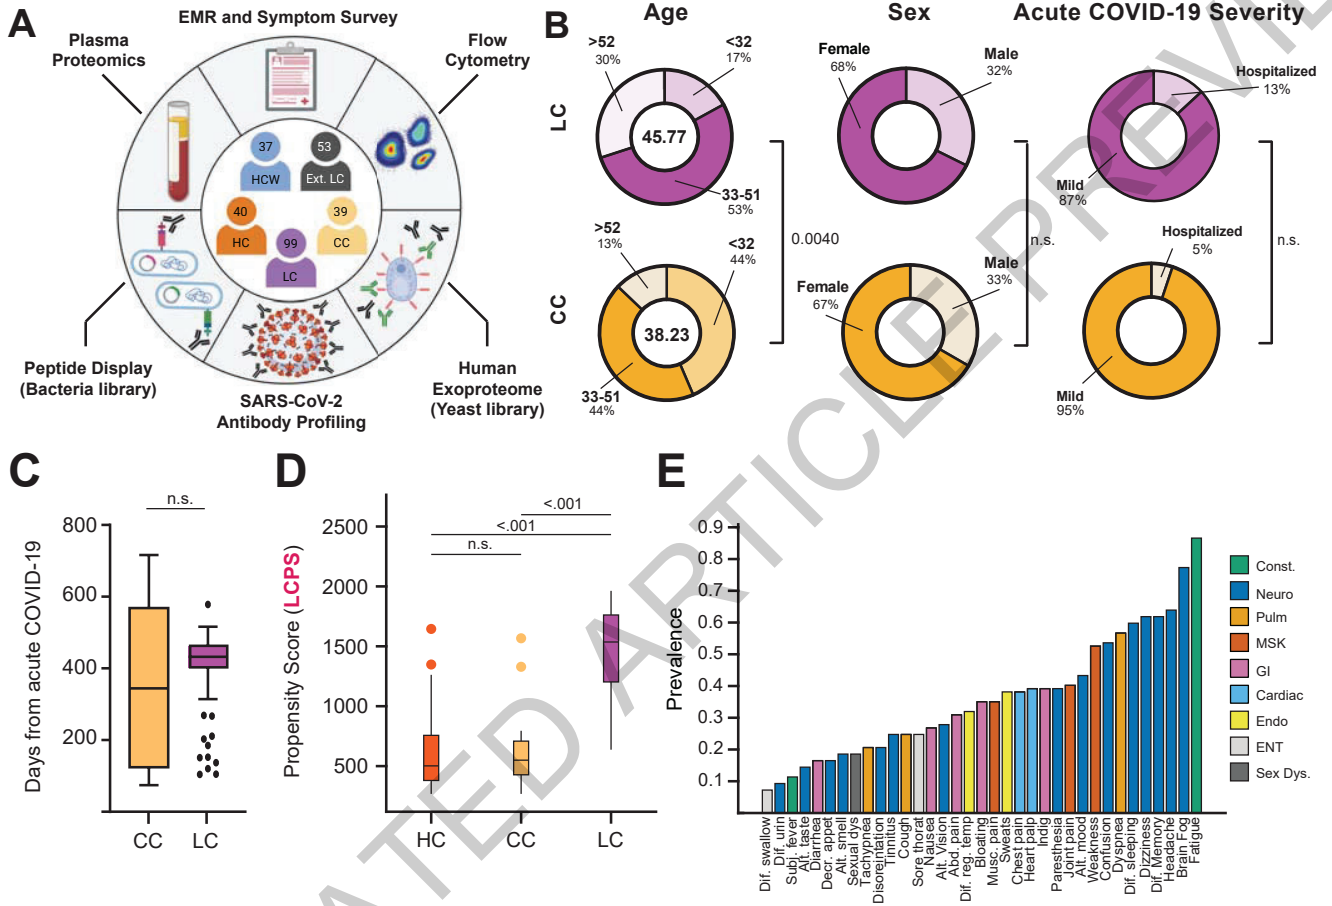 A
EMR and Symptom Survey
Plasma
Proteomics
Flow
Cytometry
37
HCW
53
Ext. LC
40
HC
39
CC
99
LC
Peptide Display
(Bacteria library)
SARS-CoV-2
Antibody Profiling
Human
Exoproteome
(Yeast library)
B
Age
Sex
Acute COVID-19 Severity
LC
>52
30%
<32
17%
45.77
33-51
53%
Female
68%
Male
32%
Hospitalized
13%
Mild
87%
CC
>52
13%
<32
44%
38.23
33-51
44%
0.0040
Female
67%
Male
33%
n.s.
Hospitalized
5%
Mild
95%
n.s.
C
n.s.
Days from acute COVID-19
800
600
400
200
CC
LC
D
<.001
<.001
n.s.
Propensity Score (LCPS)
2500
2000
1500
1000
500
HC
CC
LC
E
Prevalence
0.9
0.8
0.7
0.6
0.5
0.4
0.3
0.2
0.1
Dif. swallow
Dif. urin
Subj. fever
Alt. taste
Diarrhea
Decr. appet
Alt. smell
Sexual dys
Tachypnea
Disorejntation
Tinnitus
Cough
Sore thorat
Nausea
Alt. Vision
Abd. pain
Dif. reg. temp
Bloating
Musc. pain
Sweats
Chest pain
Heart palp
Indig
Paresthesia
Joint pain
Alt. mood
Weakness
Confusion
Dyspnea
Dif. sleeping
Dizziness
Dif. Memory
Headache
Brain Fog
Fatigue
Const.
Neuro
Pulm
MSK
GI
Cardiac
Endo
ENT
Sex Dys.
ATED ARTICLE PREVIE